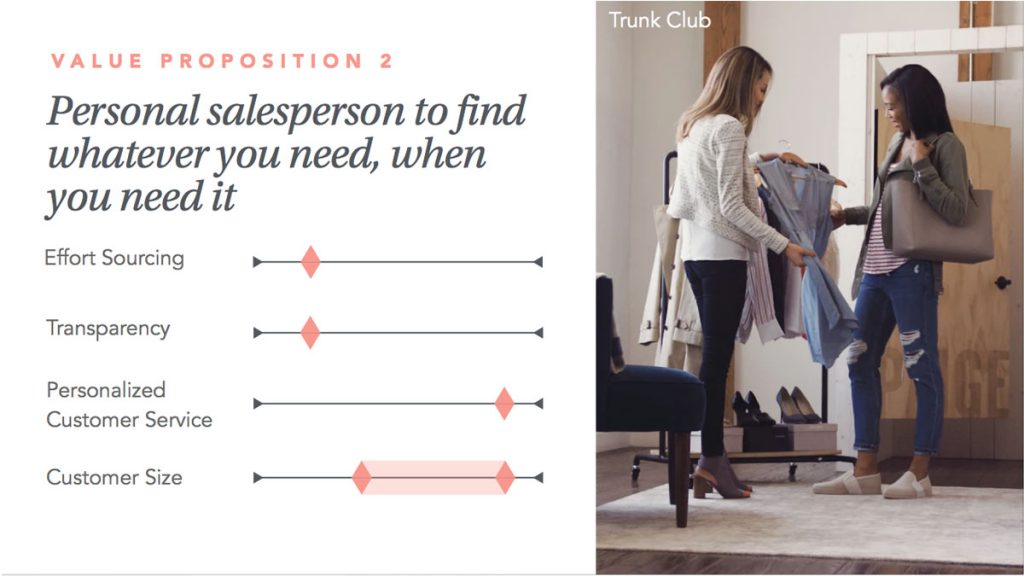 Trunk Club
VALUE PROPOSITION 2
Personal salesperson to find
whatever you need, when
you need it
Effort Sourcing
Transparency
Personalized
Customer Service
Customer Size